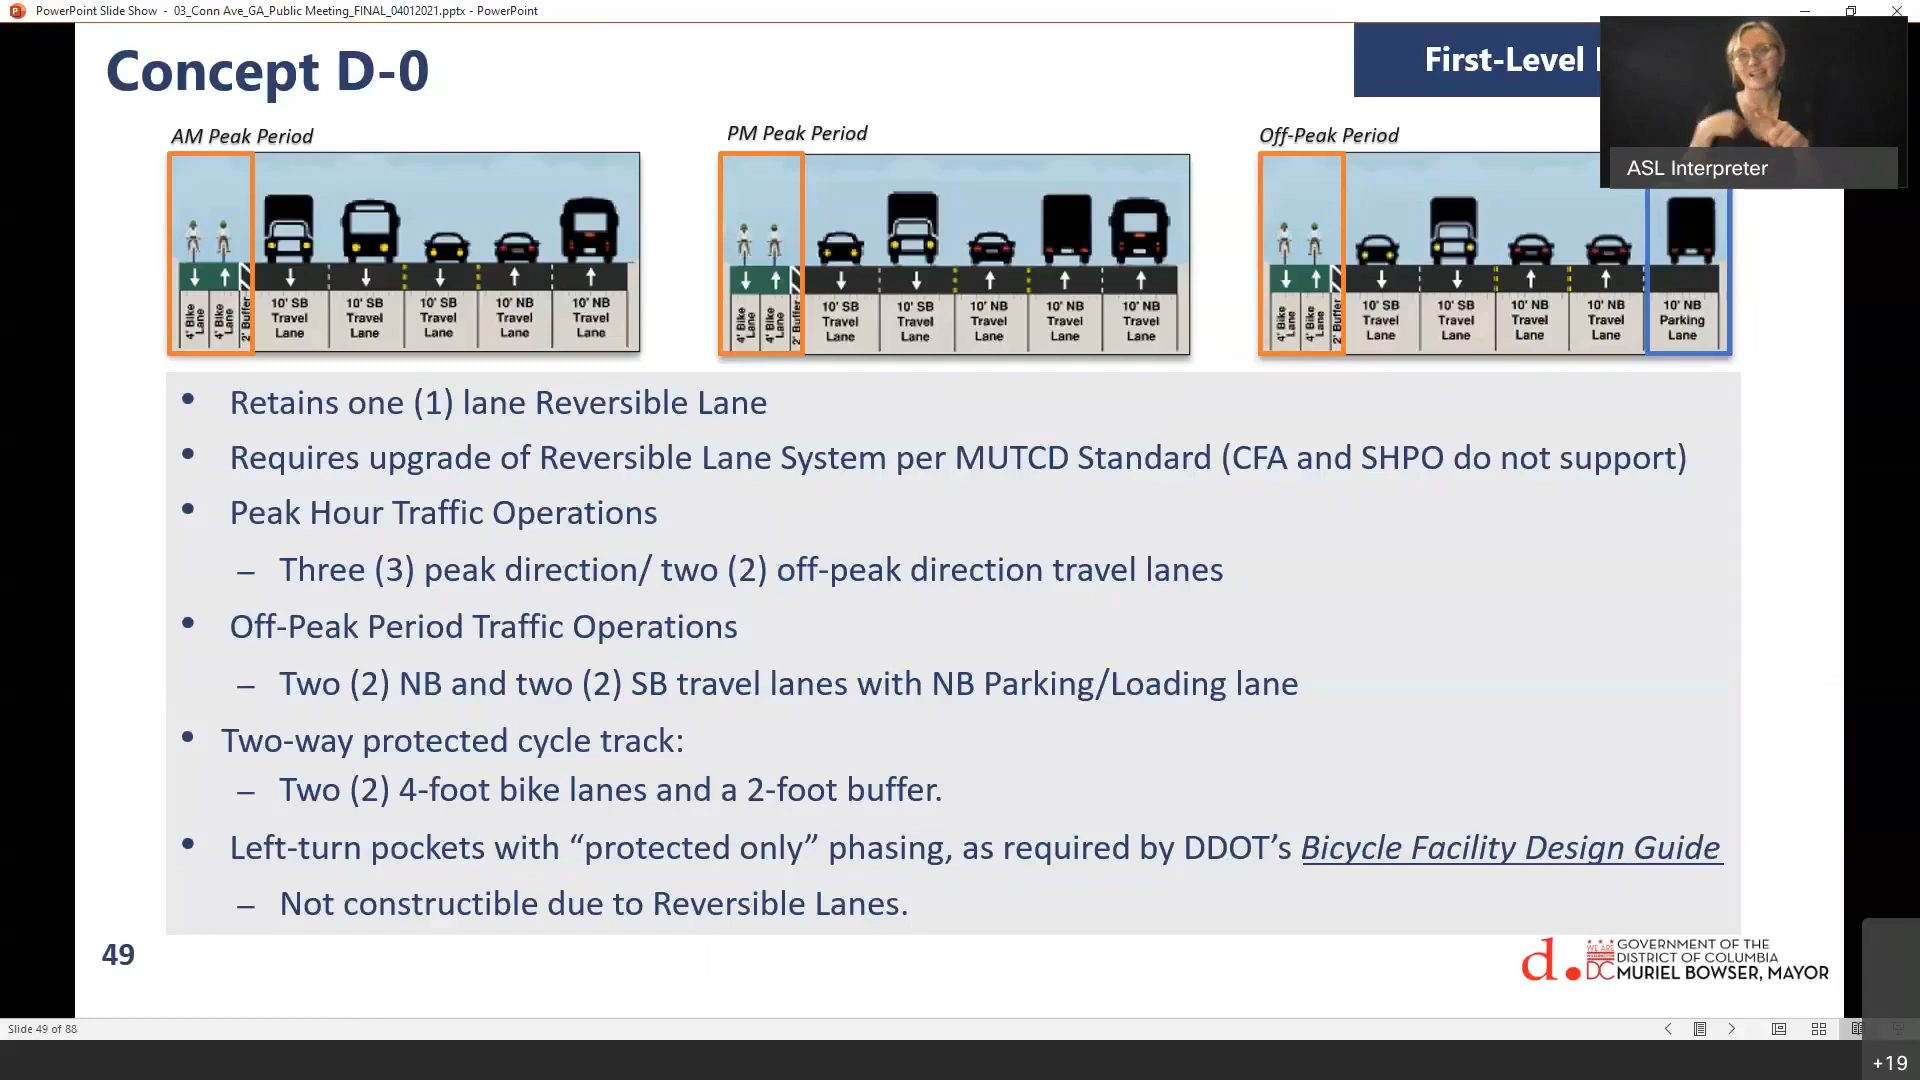 PowerPoint Slide Show - 03_Conn Ave_GA_Public Meeting_FINAL_04012021.pptx - PowerPoint
Concept D-0
First-Level
ASL Interpreter
AM Peak Period
PM Peak Period
Off-Peak Period
4' Bike Lane
4' Bike Lane
2' Buffer
10' SB Travel Lane
10' SB Travel Lane
10' SB Travel Lane
10' NB Travel Lane
10' NB Travel Lane
4' Bike Lane
4' Bike Lane
2' Buffer
10' SB Travel Lane
10' SB Travel Lane
10' NB Travel Lane
10' NB Travel Lane
10' NB Travel Lane
4' Bike Lane
4' Bike Lane
2' Buffer
10' SB Travel Lane
10' SB Travel Lane
10' NB Travel Lane
10' NB Travel Lane
10' NB Parking Lane
• Retains one (1) lane Reversible Lane
• Requires upgrade of Reversible Lane System per MUTCD Standard (CFA and SHPO do not support)
• Peak Hour Traffic Operations
– Three (3) peak direction/ two (2) off-peak direction travel lanes
• Off-Peak Period Traffic Operations
– Two (2) NB and two (2) SB travel lanes with NB Parking/Loading lane
• Two-way protected cycle track:
– Two (2) 4-foot bike lanes and a 2-foot buffer.
• Left-turn pockets with “protected only” phasing, as required by DDOT’s Bicycle Facility Design Guide
– Not constructible due to Reversible Lanes.
49
d.
WE ARE
WASHINGTON
DC
GOVERNMENT OF THE
DISTRICT OF COLUMBIA
MURIEL BOWSER, MAYOR
Slide 49 of 88
+19